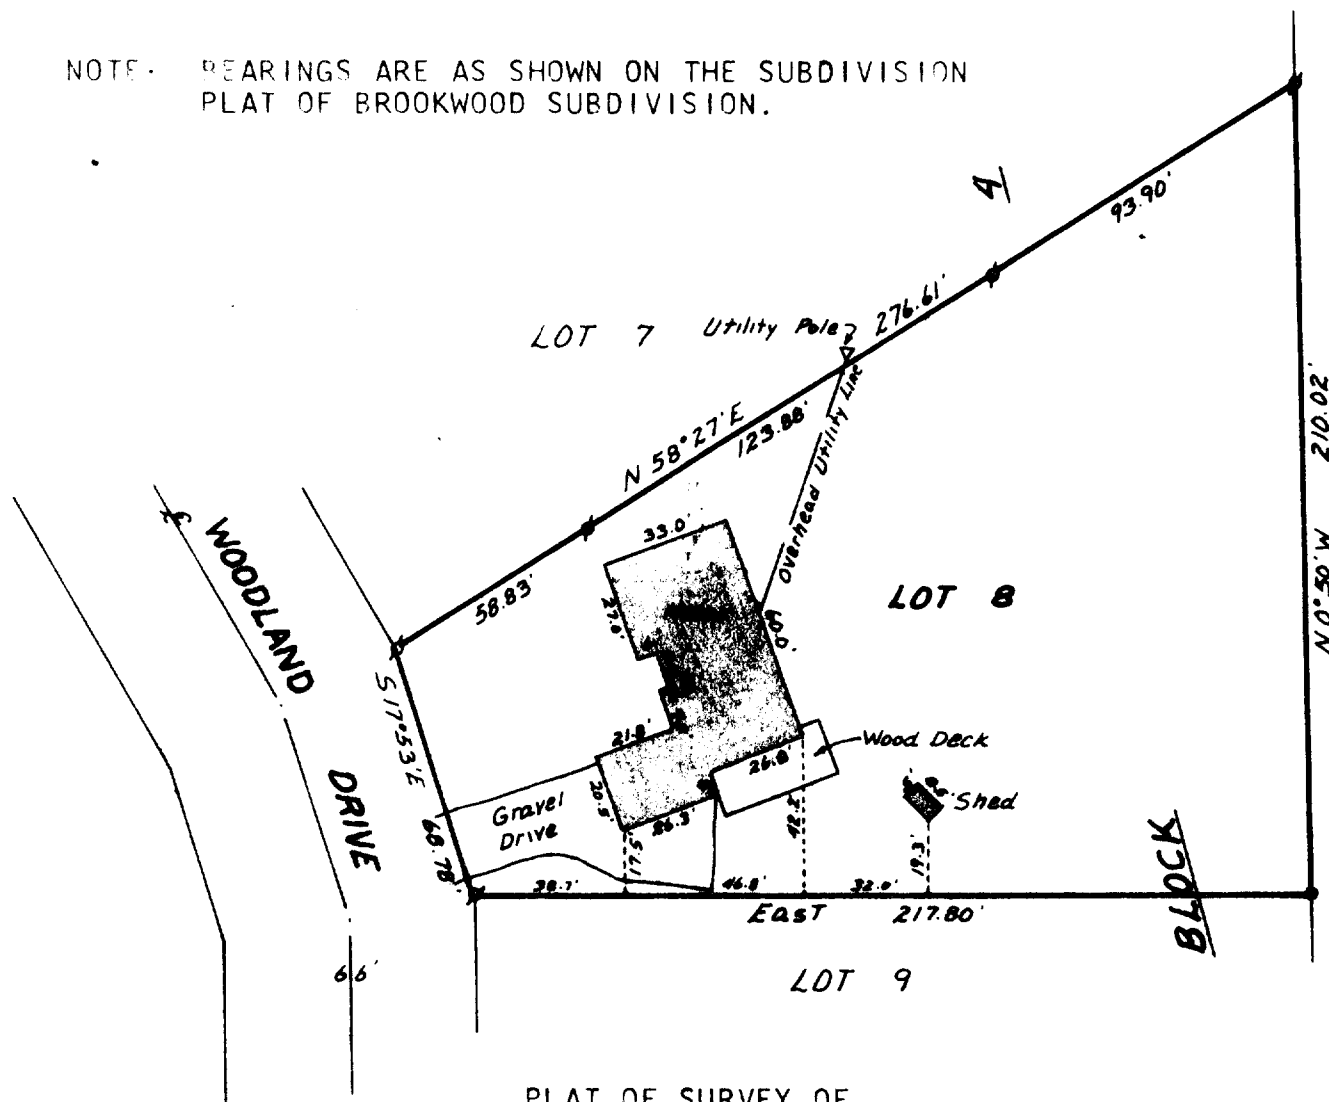 NOTE· BEARINGS ARE AS SHOWN ON THE SUBDIVISION
PLAT OF BROOKWOOD SUBDIVISION.
4
93.90'
276.61'
LOT 7
Utility Pole
N 58°27'E
123.88'
Overhead Utility Line
210.02'
N 0°50'W
58.83'
33.0'
27.0'
60.0'
LOT 8
WOODLAND
DRIVE
S 17°53'E
68.78'
21.8'
20.5'
26.3'
26.8'
Wood Deck
Gravel
Drive
Shed
17.5'
42.2'
19.3'
38.7'
46.8'
32.0'
East 217.80'
BLOCK
66'
LOT 9
PLAT OF SURVEY OF